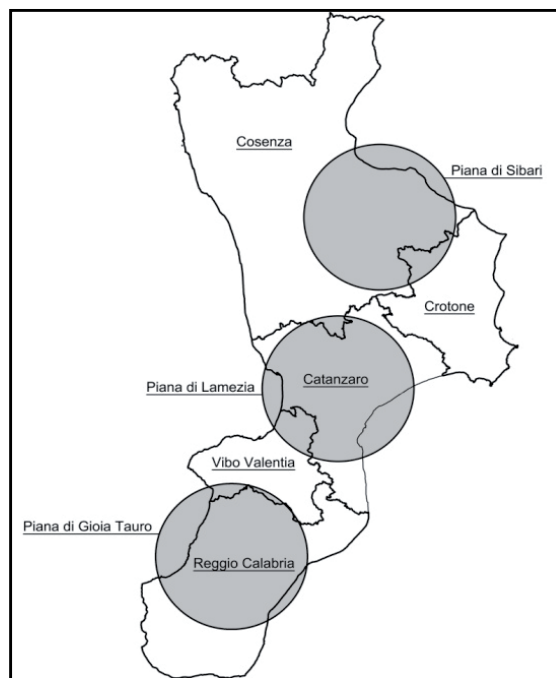 Cosenza
Piana di Sibari
Crotone
Catanzaro
Piana di Lamezia
Vibo Valentia
Piana di Gioia Tauro
Reggio Calabria